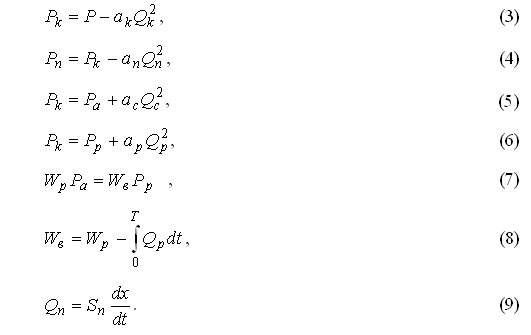 P_k = P − a_k Q_k^2 , (3)
P_n = P_k − a_n Q_n^2 , (4)
P_k = P_a + a_c Q_c^2 , (5)
P_k = P_p + a_p Q_p^2 , (6)
W_p P_a = W_в P_p , (7)
W_в = W_p − ∫_0^T Q_p dt , (8)
Q_n = S_n dx/dt . (9)